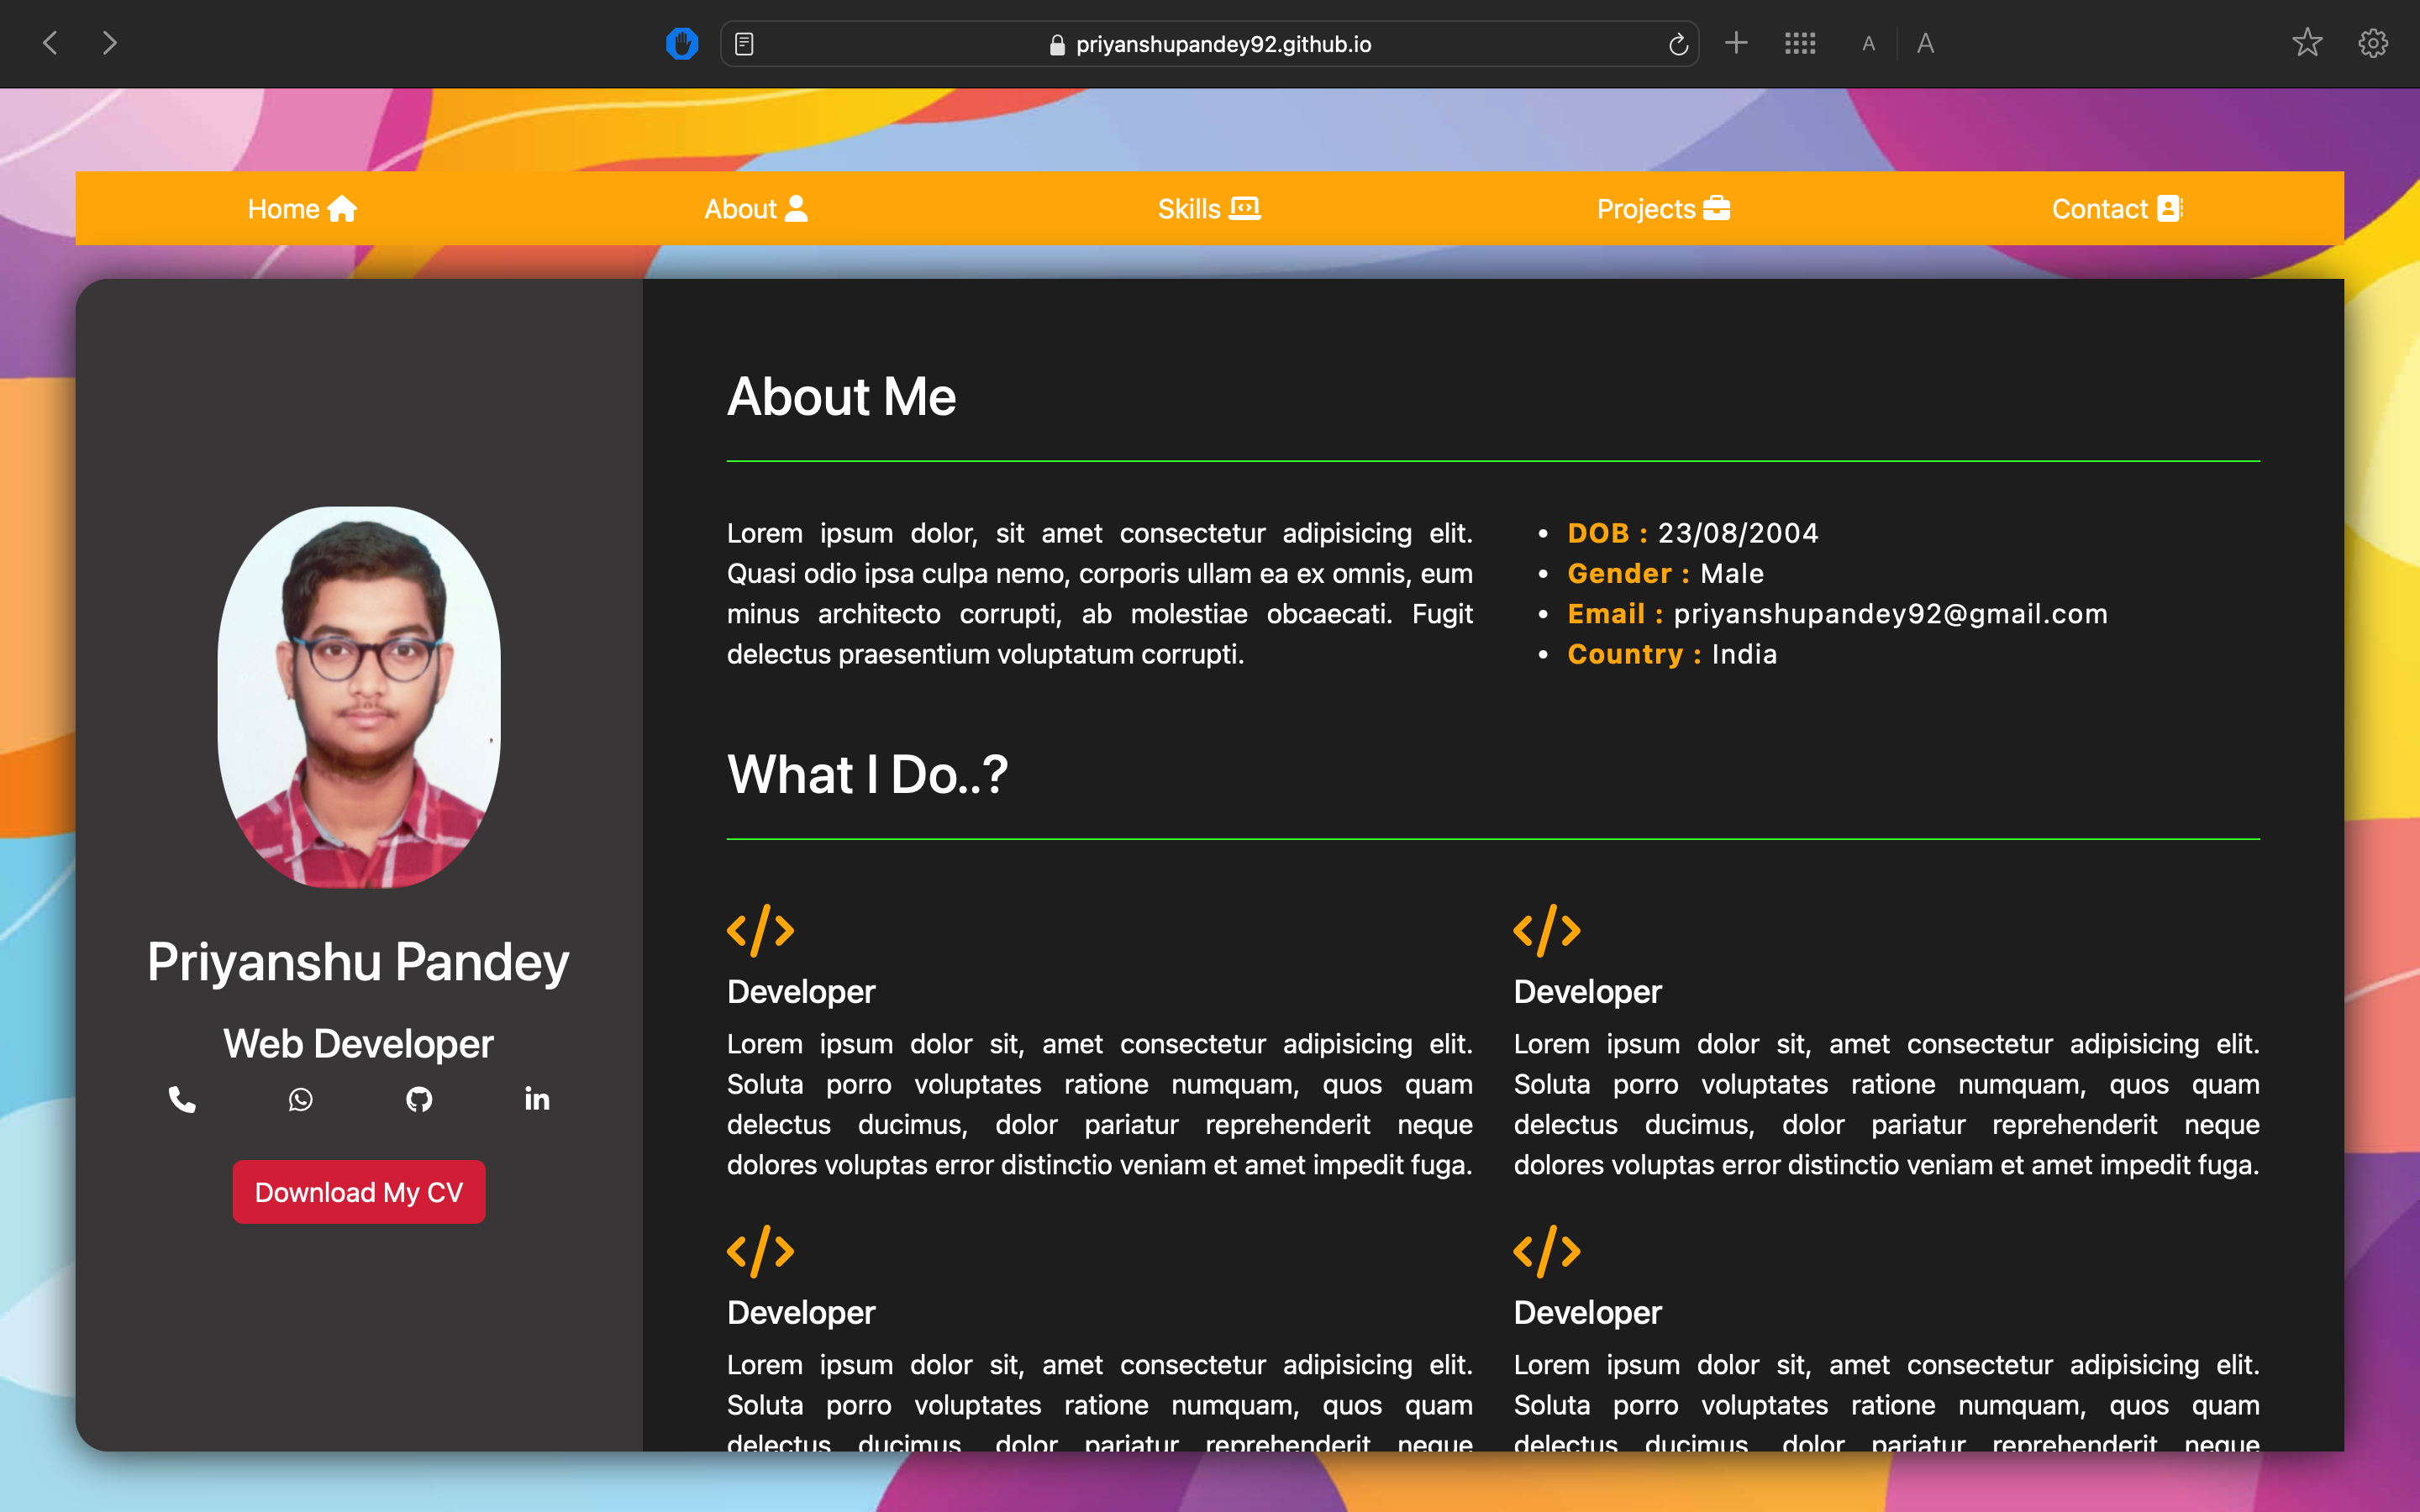 priyanshupandey92.github.io
A A
Home About Skills Projects Contact
About Me
Lorem ipsum dolor, sit amet consectetur adipisicing elit.
Quasi odio ipsa culpa nemo, corporis ullam ea ex omnis, eum
minus architecto corrupti, ab molestiae obcaecati. Fugit
delectus praesentium voluptatum corrupti.
• DOB : 23/08/2004
• Gender : Male
• Email : priyanshupandey92@gmail.com
• Country : India
Priyanshu Pandey
Web Developer
in
Download My CV
What I Do..?
</>
Developer
Lorem ipsum dolor sit, amet consectetur adipisicing elit.
Soluta porro voluptates ratione numquam, quos quam
delectus ducimus, dolor pariatur reprehenderit neque
dolores voluptas error distinctio veniam et amet impedit fuga.
</>
Developer
Lorem ipsum dolor sit, amet consectetur adipisicing elit.
Soluta porro voluptates ratione numquam, quos quam
delectus ducimus, dolor pariatur reprehenderit neque
dolores voluptas error distinctio veniam et amet impedit fuga.
</>
Developer
Lorem ipsum dolor sit, amet consectetur adipisicing elit.
Soluta porro voluptates ratione numquam, quos quam
delectus ducimus, dolor pariatur reprehenderit neque
</>
Developer
Lorem ipsum dolor sit, amet consectetur adipisicing elit.
Soluta porro voluptates ratione numquam, quos quam
delectus ducimus, dolor pariatur reprehenderit neque